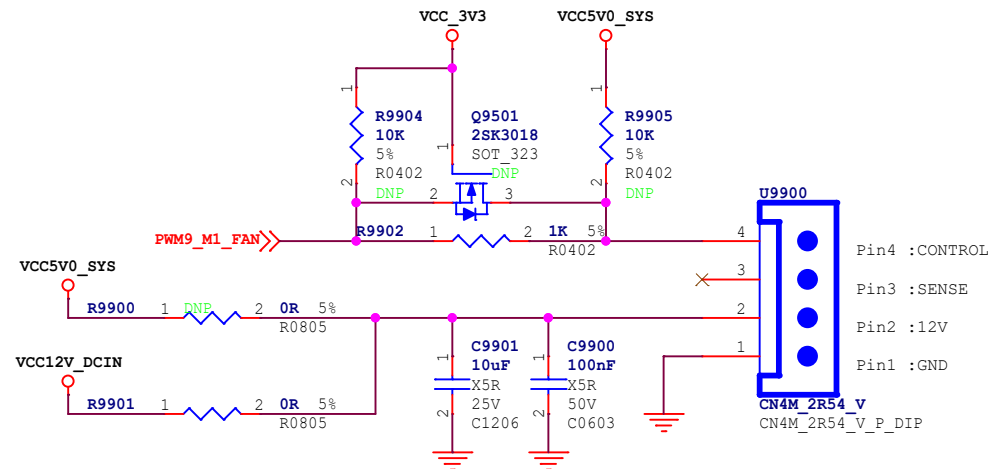 VCC_3V3
VCC5V0_SYS
1
R9904
10K
5%
R0402
DNP
2
1
Q9501
2SK3018
SOT_323
DNP
2
3
1
R9905
10K
5%
R0402
DNP
2
PWM9_M1_FAN
R9902
1
2
1K
5%
R0402
U9900
4
3
2
1
Pin4 :CONTROL
Pin3 :SENSE
Pin2 :12V
Pin1 :GND
CN4M_2R54_V
CN4M_2R54_V_P_DIP
VCC5V0_SYS
R9900
1
DNP
2
0R
5%
R0805
VCC12V_DCIN
R9901
1
2
0R
5%
R0805
1
C9901
10uF
X5R
25V
C1206
2
1
C9900
100nF
X5R
50V
C0603
2